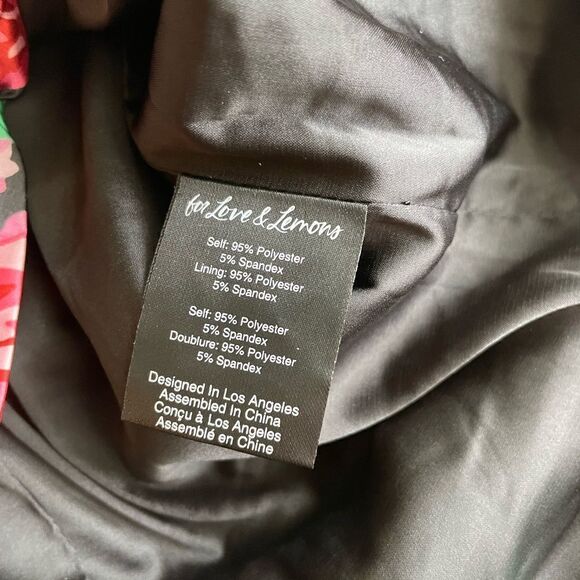 for Love & Lemons
Self: 95% Polyester
5% Spandex
Lining: 95% Polyester
5% Spandex
Self: 95% Polyester
5% Spandex
Doublure: 95% Polyester
5% Spandex
Designed In Los Angeles
Assembled In China
Conçu à Los Angeles
Assemblé en Chine